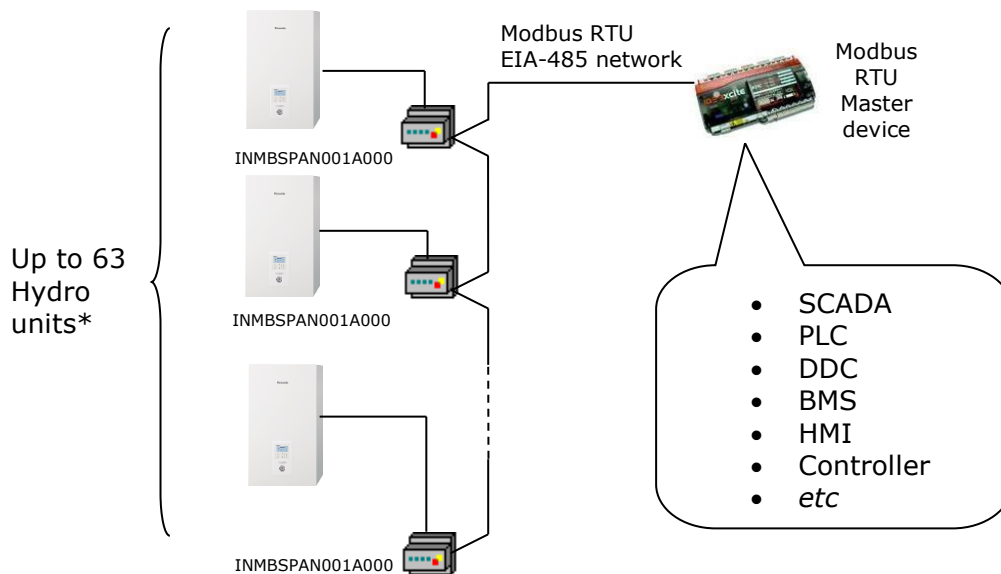 Modbus RTU
EIA-485 network
Modbus
RTU
Master
device
INMBSPAN001A000
Up to 63
Hydro
units*
INMBSPAN001A000
• SCADA
• PLC
• DDC
• BMS
• HMI
• Controller
• etc
INMBSPAN001A000